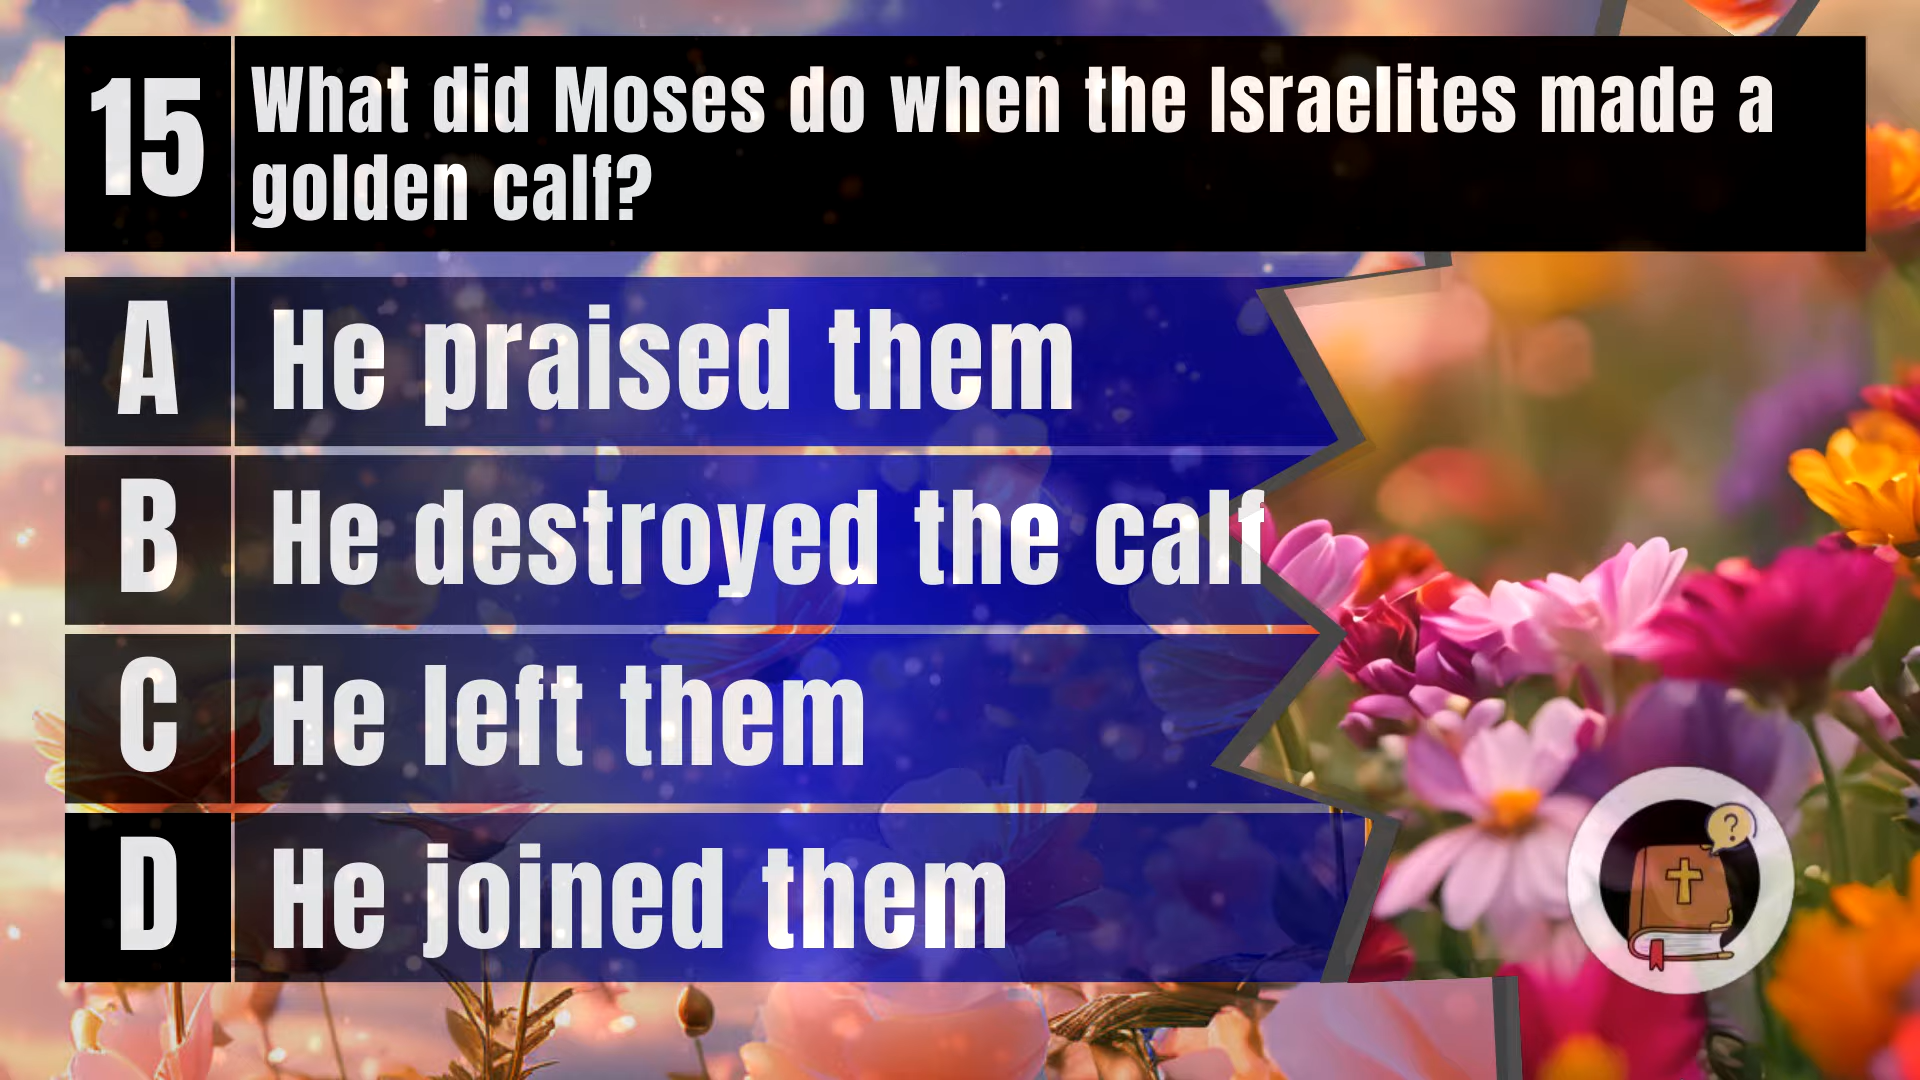 15
What did Moses do when the Israelites made a
golden calf?
A He praised them
B He destroyed the calf
C He left them
D He joined them
?